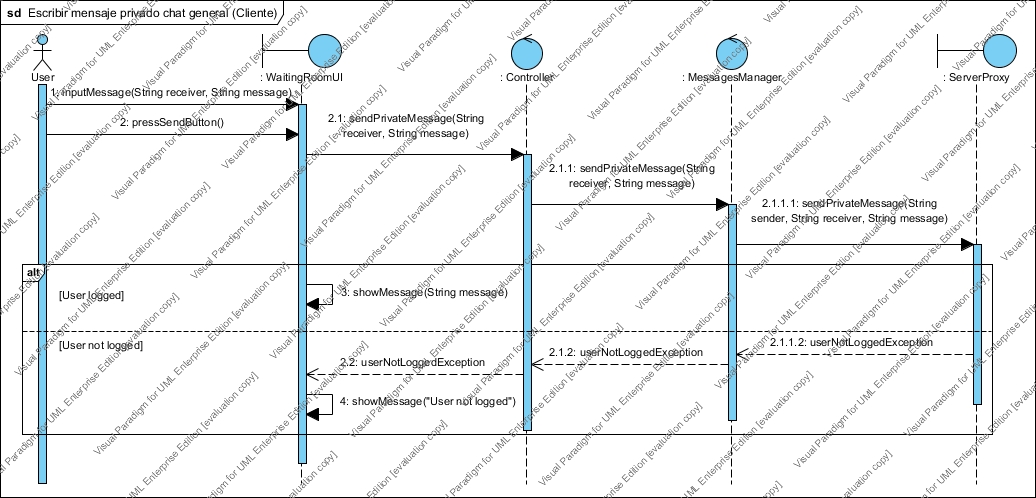 sd Escribir mensaje privado chat general (Cliente)
User
: WaitingRoomUI
: Controller
: MessagesManager
: ServerProxy
1: inputMessage(String receiver, String message)
2: pressSendButton()
2.1: sendPrivateMessage(String
receiver, String message)
2.1.1: sendPrivateMessage(String
receiver, String message)
2.1.1.1: sendPrivateMessage(String
sender, String receiver, String message)
alt
[User logged]
3: showMessage(String message)
[User not logged]
2.1.1.2: userNotLoggedException
2.1.2: userNotLoggedException
2.2: userNotLoggedException
4: showMessage("User not logged")
Visual Paradigm for UML Enterprise Edition [evaluation copy]